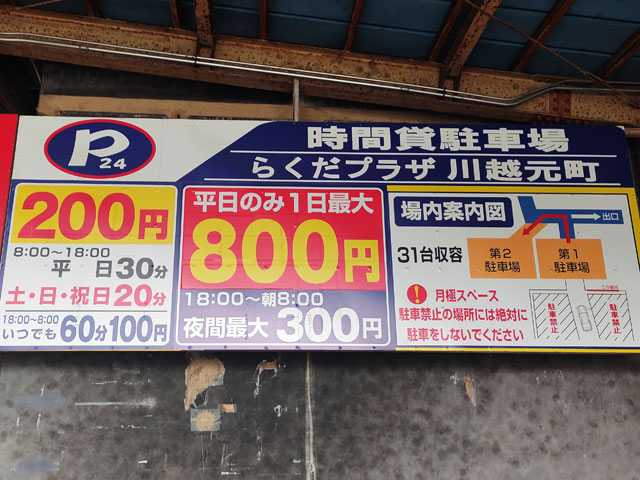 P
24
時間貸駐車場
らくだプラザ 川越元町
200円
8:00～18:00
平 日30分
土・日・祝日20分
18:00～8:00
いつでも60分100円
平日のみ1日最大
800円
18:00～朝8:00
夜間最大 300円
場内案内図
出口
31台収容
第2
駐車場
第1
駐車場
! 月極スペース
駐車禁止の場所には絶対に
駐車をしないでください
駐車禁止
駐車禁止